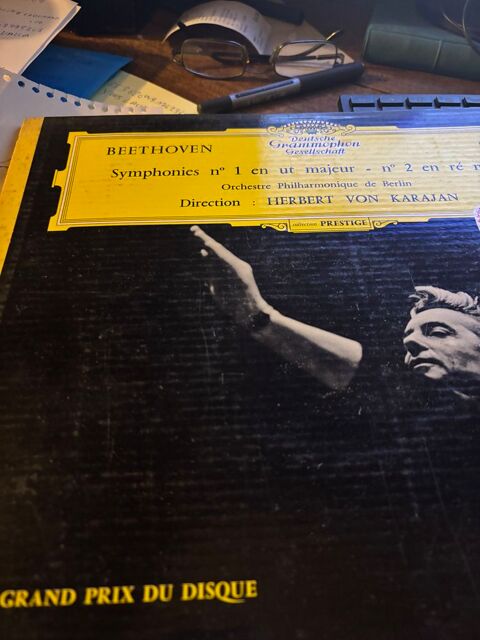 BEETHOVEN
Deutsche
Grammophon
Gesellschaft
Symphonies nº 1 en ut majeur - nº 2 en ré
Orchestre Philharmonique de Berlin
Direction : HERBERT VON KARAJAN
collection PRESTIGE
GRAND PRIX DU DISQUE